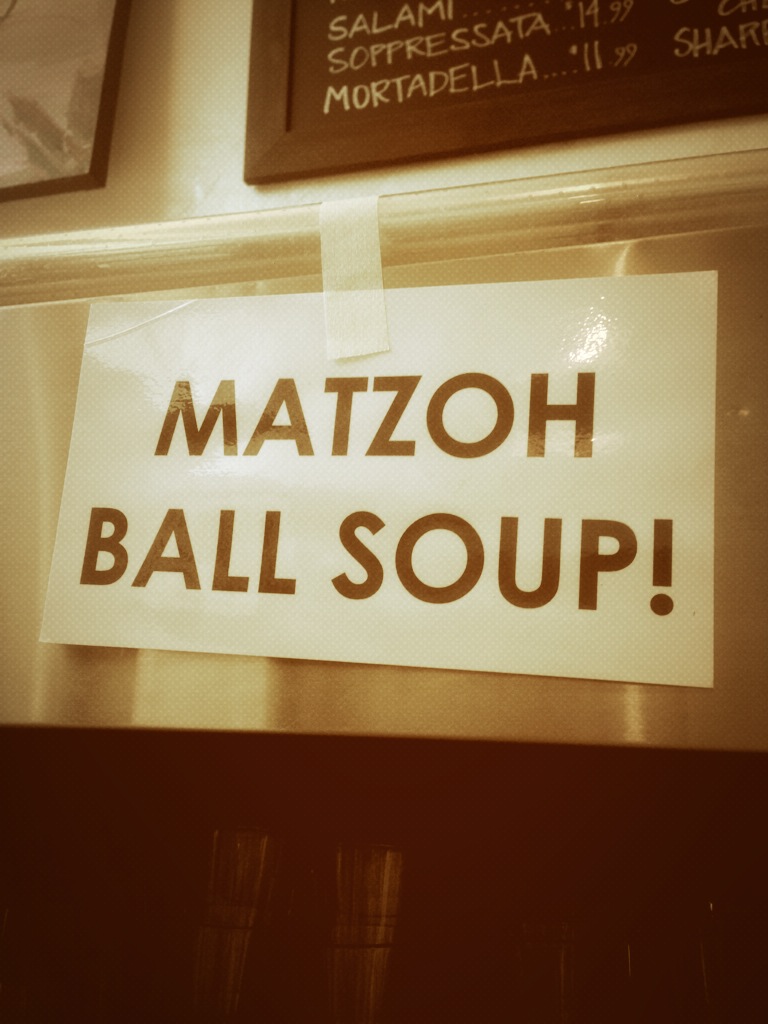 SALAMI........
SOPPRESSATA...$14.99
MORTADELLA....$11.99
MATZOH
BALL SOUP!